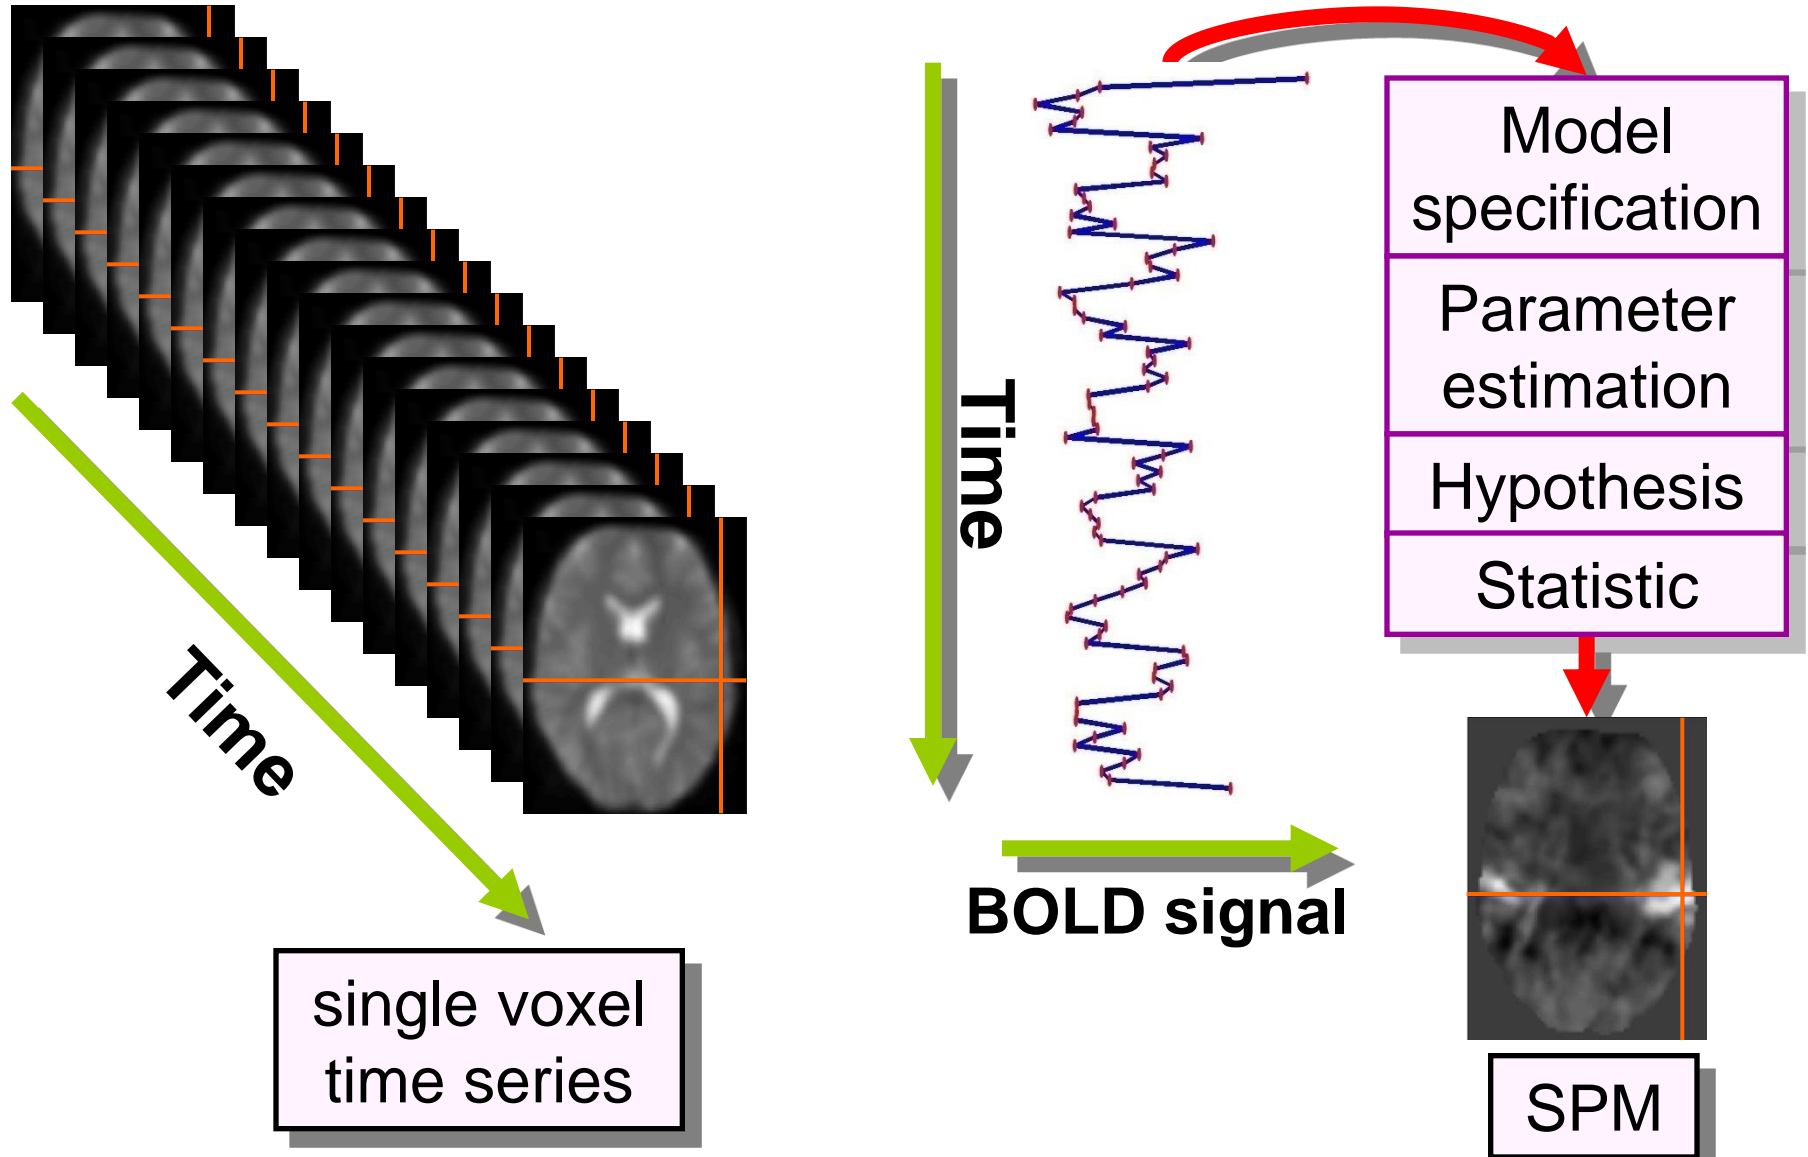 Time
single voxel
time series
Time
BOLD signal
Model
specification
Parameter
estimation
Hypothesis
Statistic
SPM